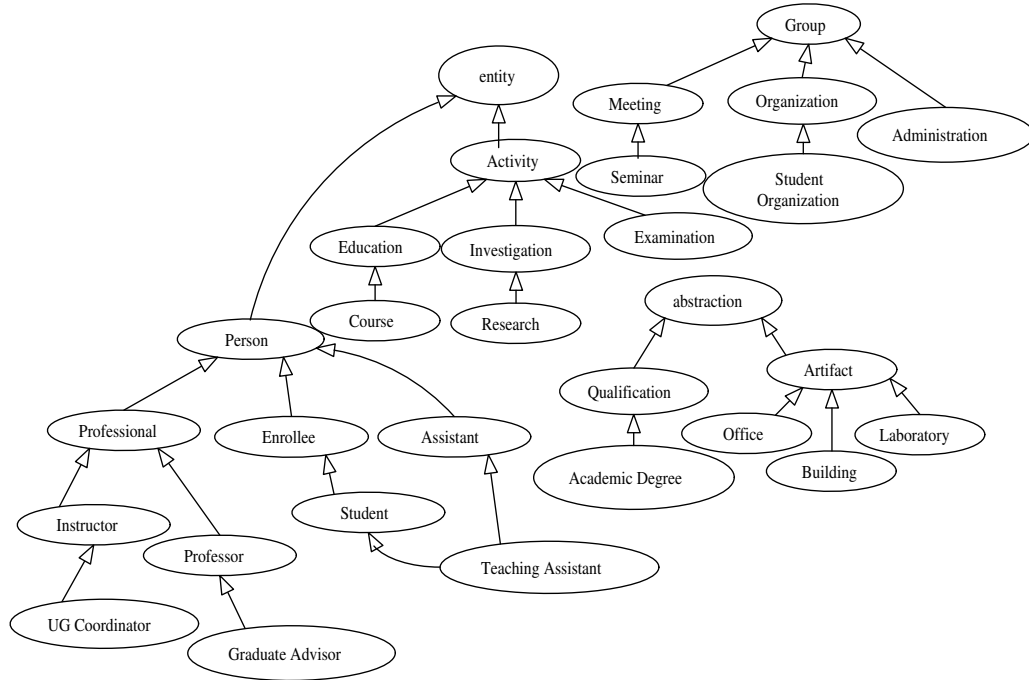 Group
entity
Meeting
Organization
Administration
Activity
Seminar
Student
Organization
Education
Investigation
Examination
abstraction
Course
Research
Person
Artifact
Qualification
Professional
Enrollee
Assistant
Office
Laboratory
Building
Academic Degree
Instructor
Student
Professor
Teaching Assistant
UG Coordinator
Graduate Advisor